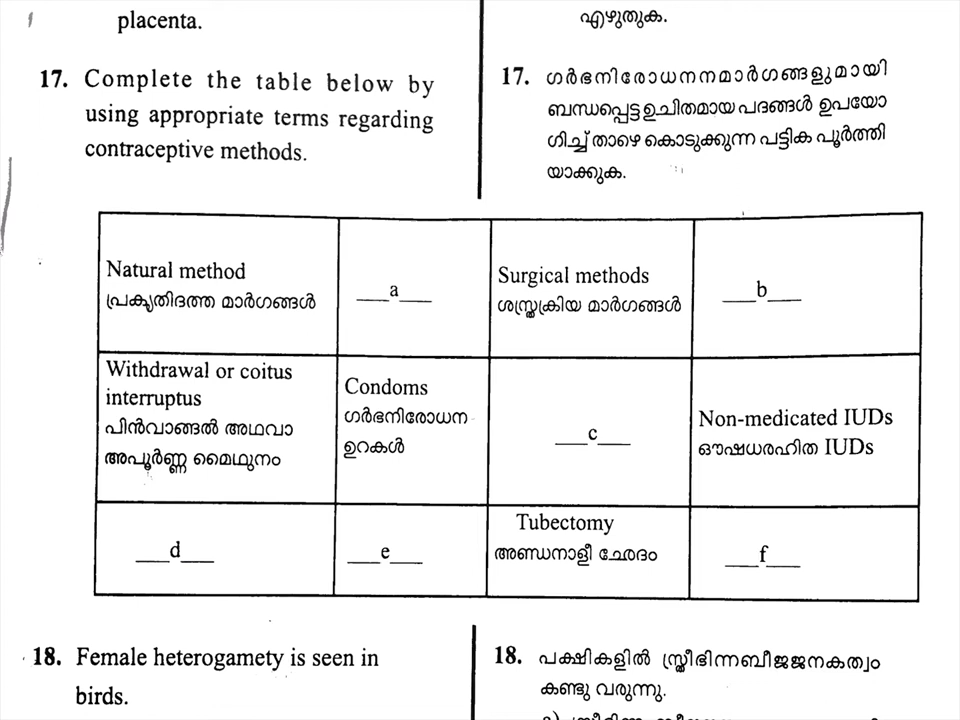 placenta.
17. Complete the table below by
using appropriate terms regarding
contraceptive methods.
എഴുതുക.
17. ഗർഭനിരോധനനമാർഗങ്ങളുമായി
ബന്ധപ്പെട്ട ഉചിതമായ പദങ്ങൾ ഉപയോ
ഗിച്ച് താഴെ കൊടുക്കുന്ന പട്ടിക പൂർത്തി
യാക്കുക.
Natural method
പ്രകൃതിദത്ത മാർഗങ്ങൾ
___a___
Surgical methods
ശസ്ത്രക്രിയ മാർഗങ്ങൾ
___b___
Withdrawal or coitus
interruptus
പിൻവാങ്ങൽ അഥവാ
അപൂർണ്ണ മൈഥുനം
Condoms
ഗർഭനിരോധന
ഉറകൾ
___c___
Non-medicated IUDs
ഔഷധരഹിത IUDs
___d___
___e___
Tubectomy
അണ്ഡനാളീ ഛേദം
___f___
18. Female heterogamety is seen in
birds.
18. പക്ഷികളിൽ സ്ത്രീഭിന്നബീജജനകത്വം
കണ്ടു വരുന്നു.